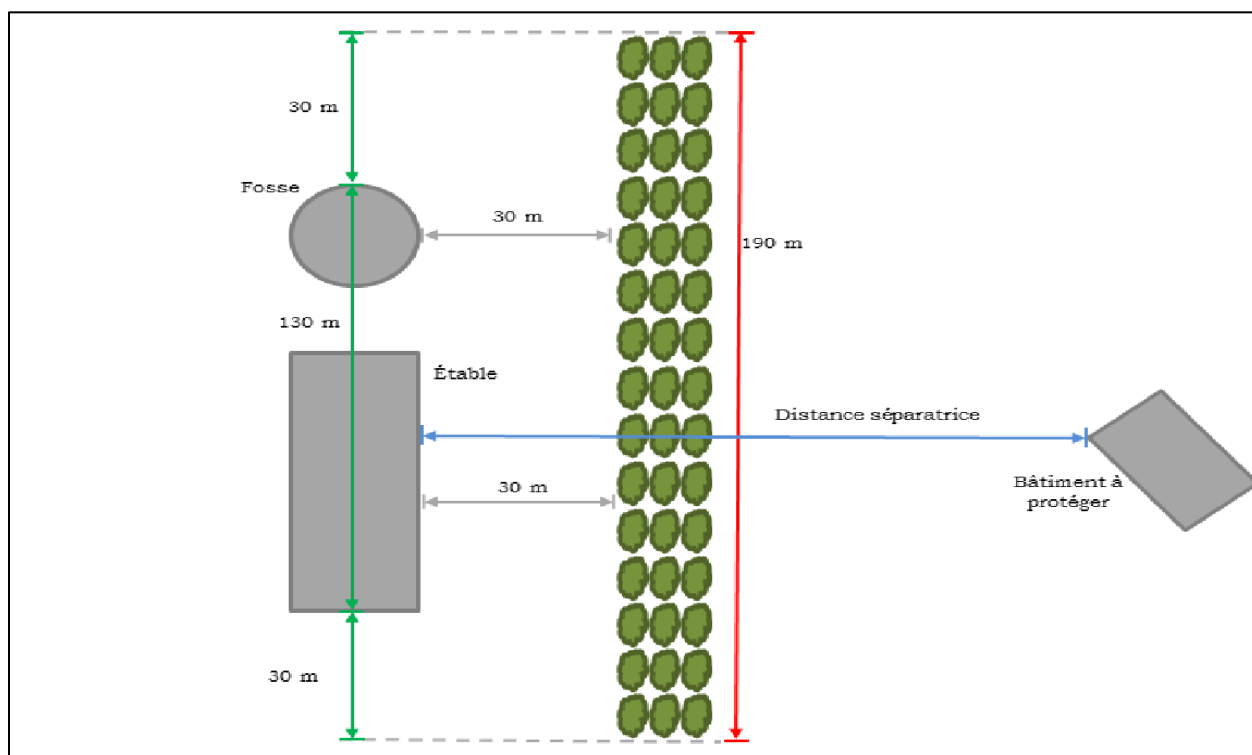 30 m
Fosse
30 m
190 m
130 m
Étable
Distance séparatrice
Bâtiment à
protéger
30 m
30 m